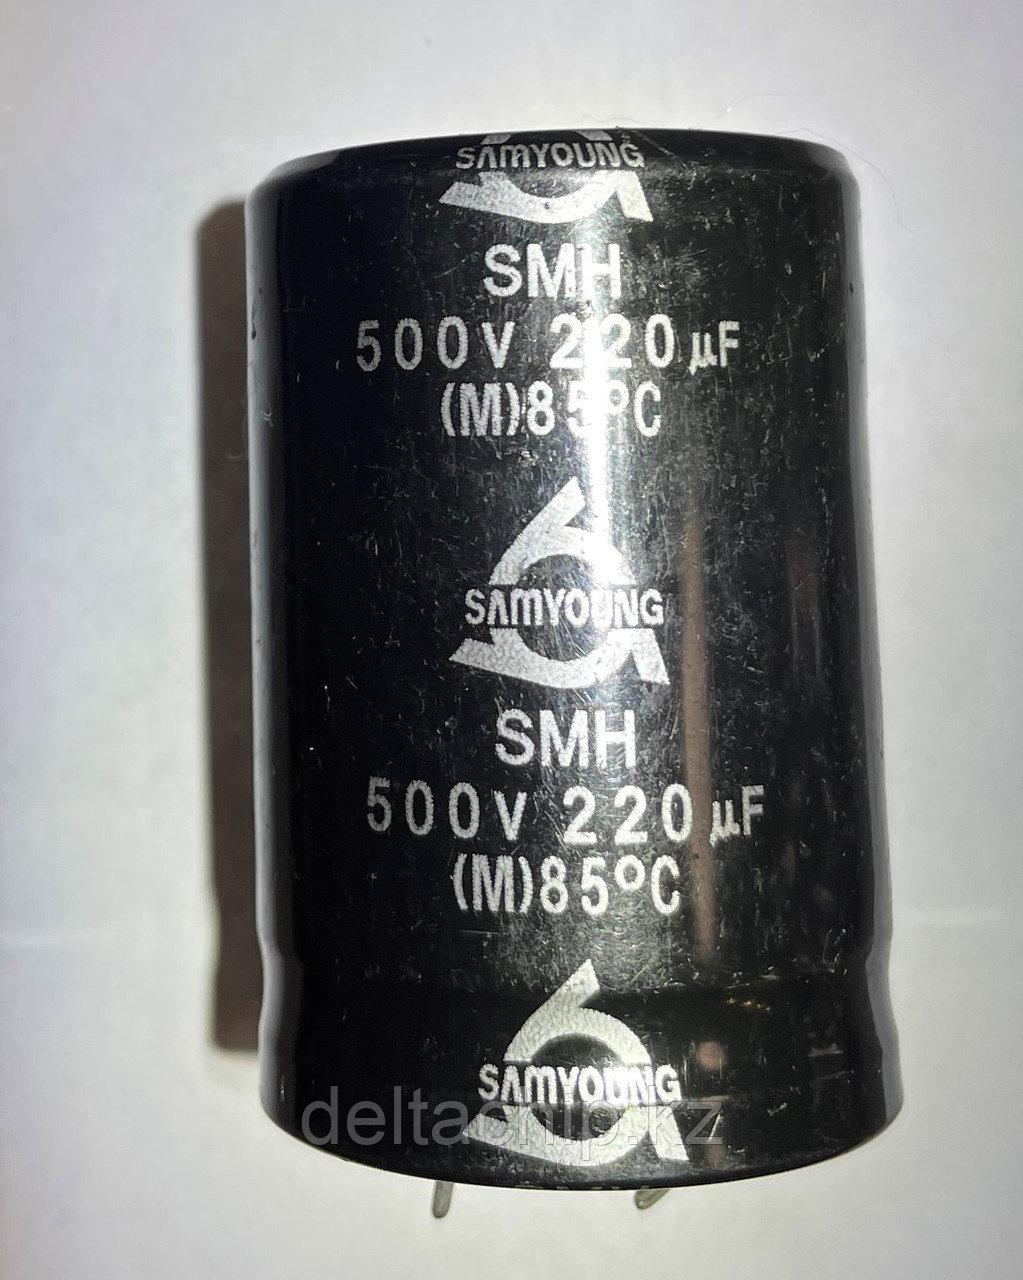 SAMYOUNG
SMH
500V 220µF
(M)85°C
SAMYOUNG
SMH
500V 220µF
(M)85°C
SAMYOUNG
deltachip.kz